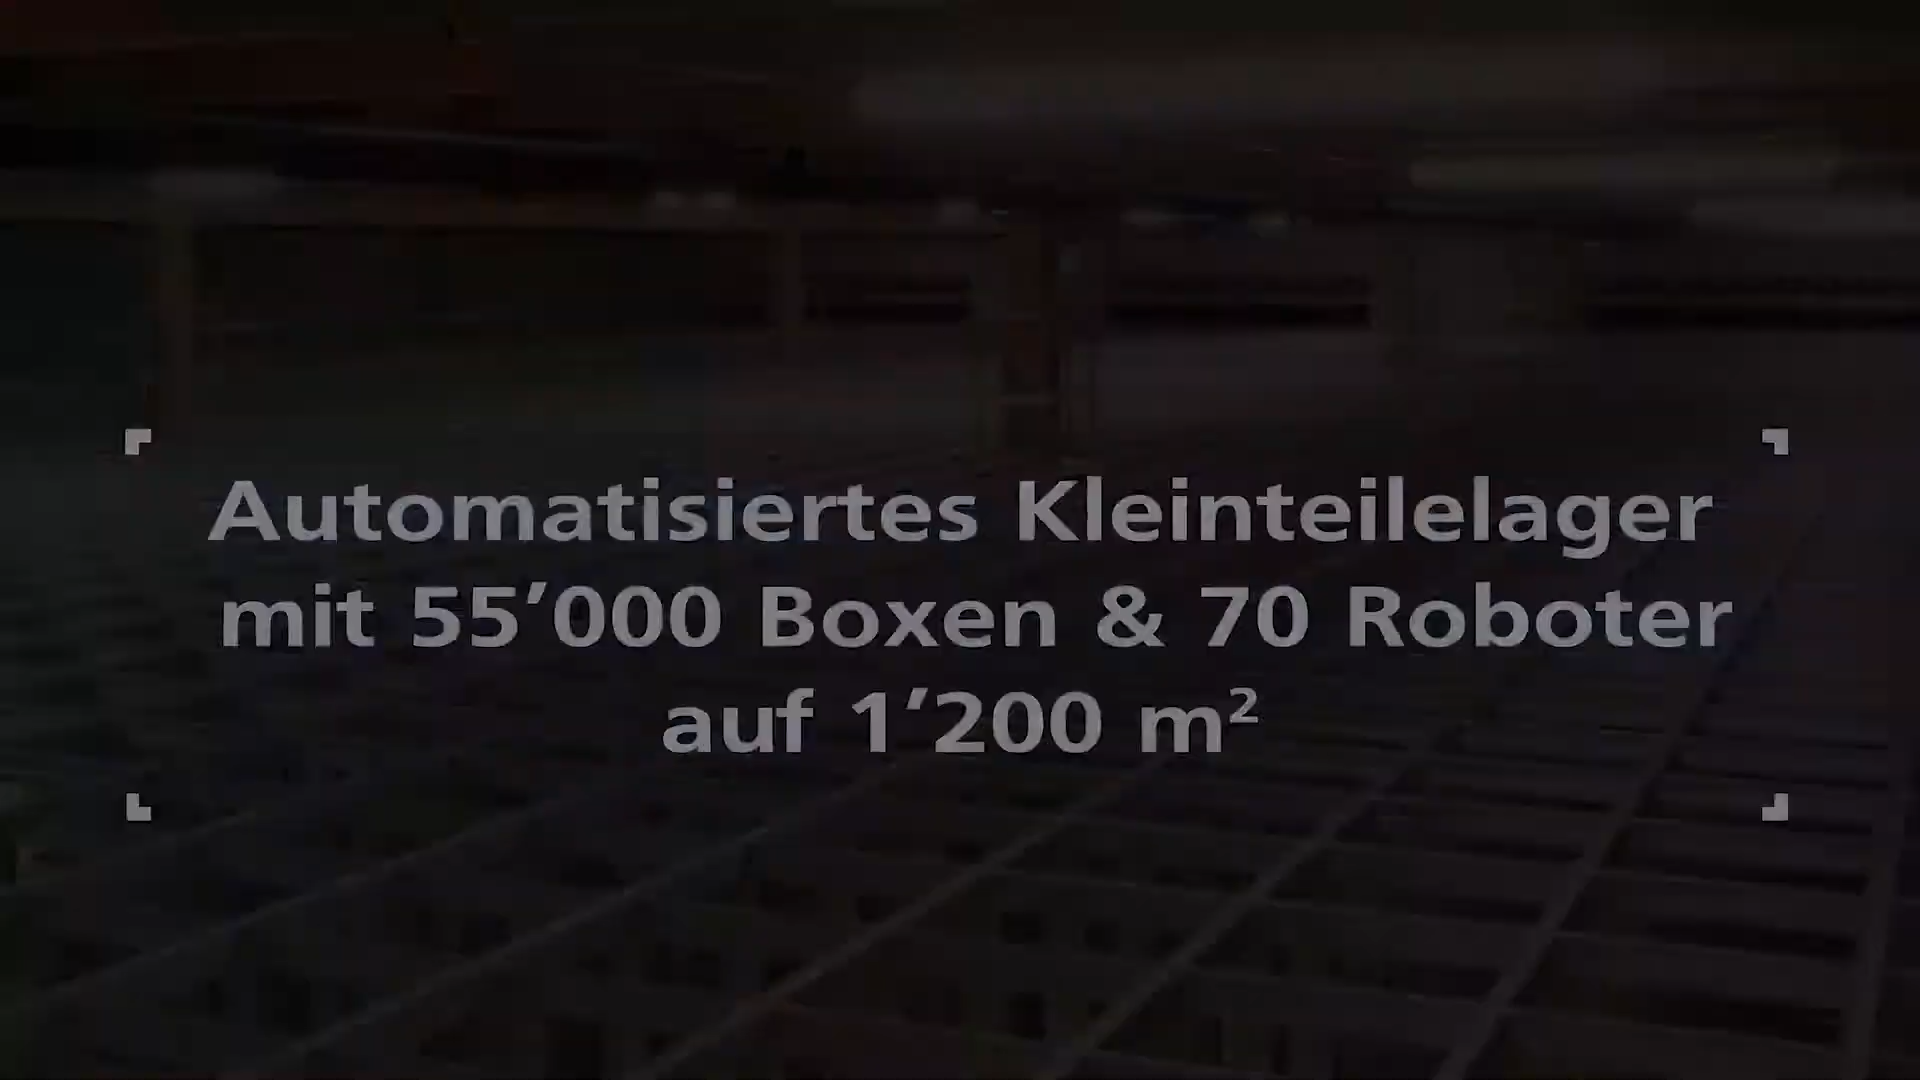 Automatisiertes Kleinteilelager
mit 55’000 Boxen & 70 Roboter
auf 1’200 m²